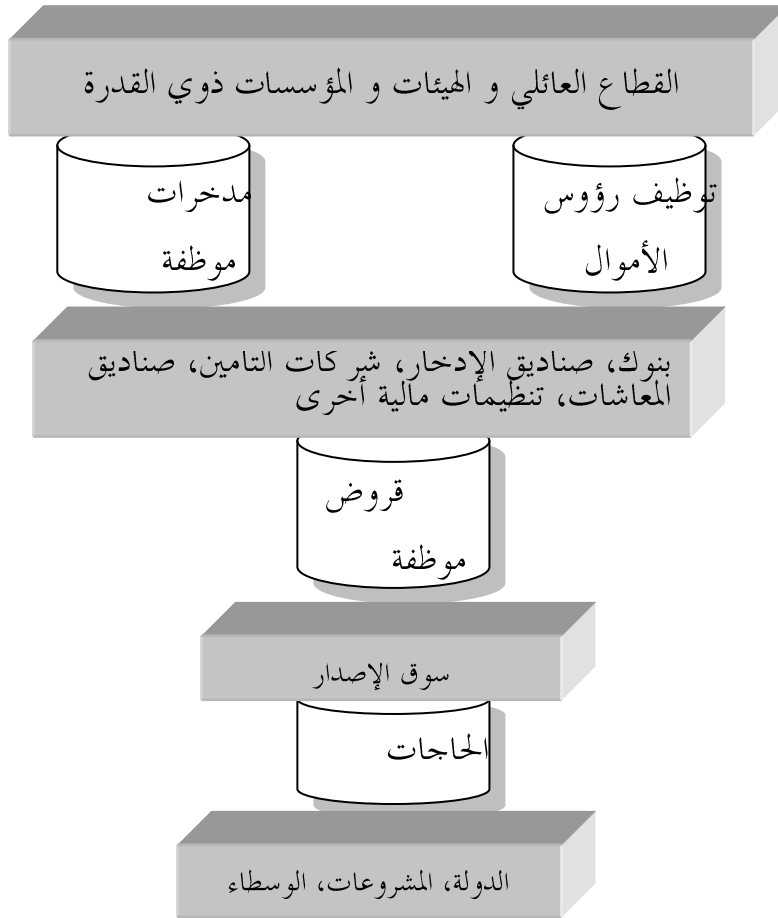 القطاع العائلي و الهيئات و المؤسسات ذوي القدرة
توظيف رؤوس
الأموال
مدخرات
موظفة
بنوك، صناديق الإدخار، شركات التامين، صناديق
المعاشات، تنظيمات مالية أخرى
قروض
موظفة
سوق الإصدار
الحاجات
الدولة، المشروعات، الوسطاء